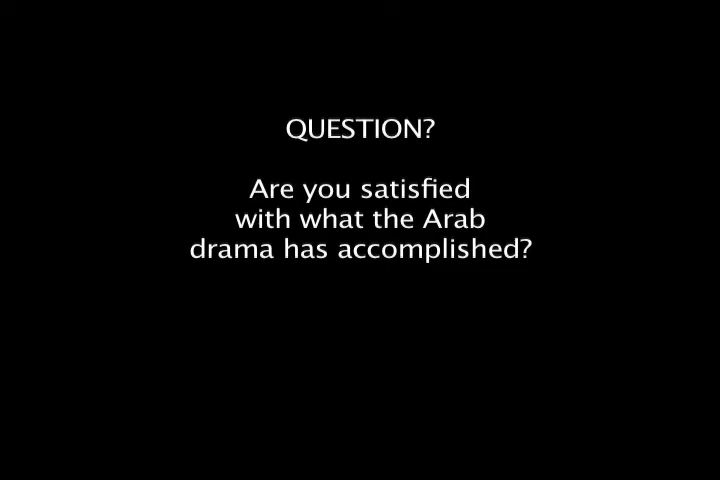 QUESTION?
Are you satisfied
with what the Arab
drama has accomplished?